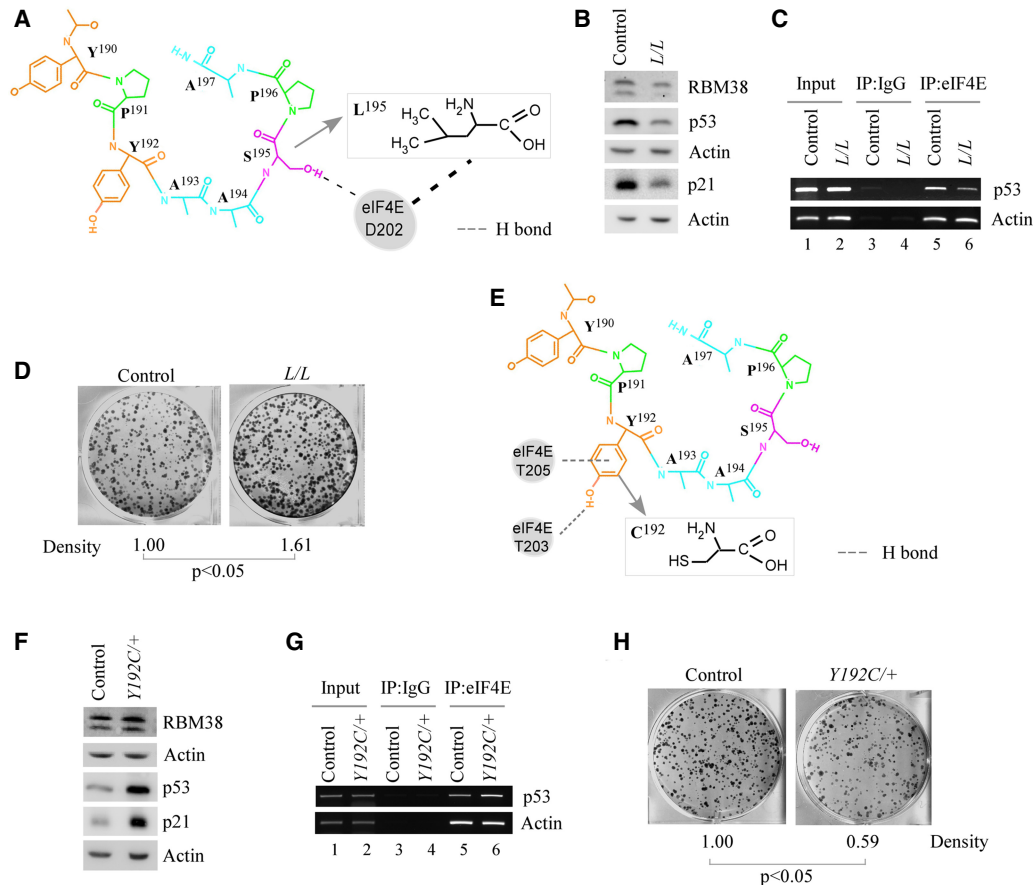 A
O
N
O
Y190
N
P191
O
Y192
N
O
H-O
A193
N
O
A194
N
O
H-N
O
A197
N
O
P196
N
O
S195
N
O-H
L195
H3C
H3C
H2N
C
O
OH
eIF4E
D202
H bond
B
Control
L/L
RBM38
p53
Actin
p21
Actin
C
Input
IP:IgG
IP:eIF4E
Control
L/L
Control
L/L
Control
L/L
p53
Actin
1 2 3 4 5 6
D
Control
L/L
Density
1.00
1.61
p<0.05
E
O
N
O
Y190
O
N
P191
O
N
Y192
O
H-O
A193
N
O
A194
N
O
H-N
O
A197
N
O
P196
N
O
S195
N
O-H
eIF4E
T205
eIF4E
T203
C192
H2N
HS
C
O
OH
H bond
F
Control
Y192C/+
RBM38
Actin
p53
p21
Actin
G
Input
IP:IgG
IP:eIF4E
Control
Y192C/+
Control
Y192C/+
Control
Y192C/+
p53
Actin
1 2 3 4 5 6
H
Control
Y192C/+
1.00
0.59
Density
p<0.05